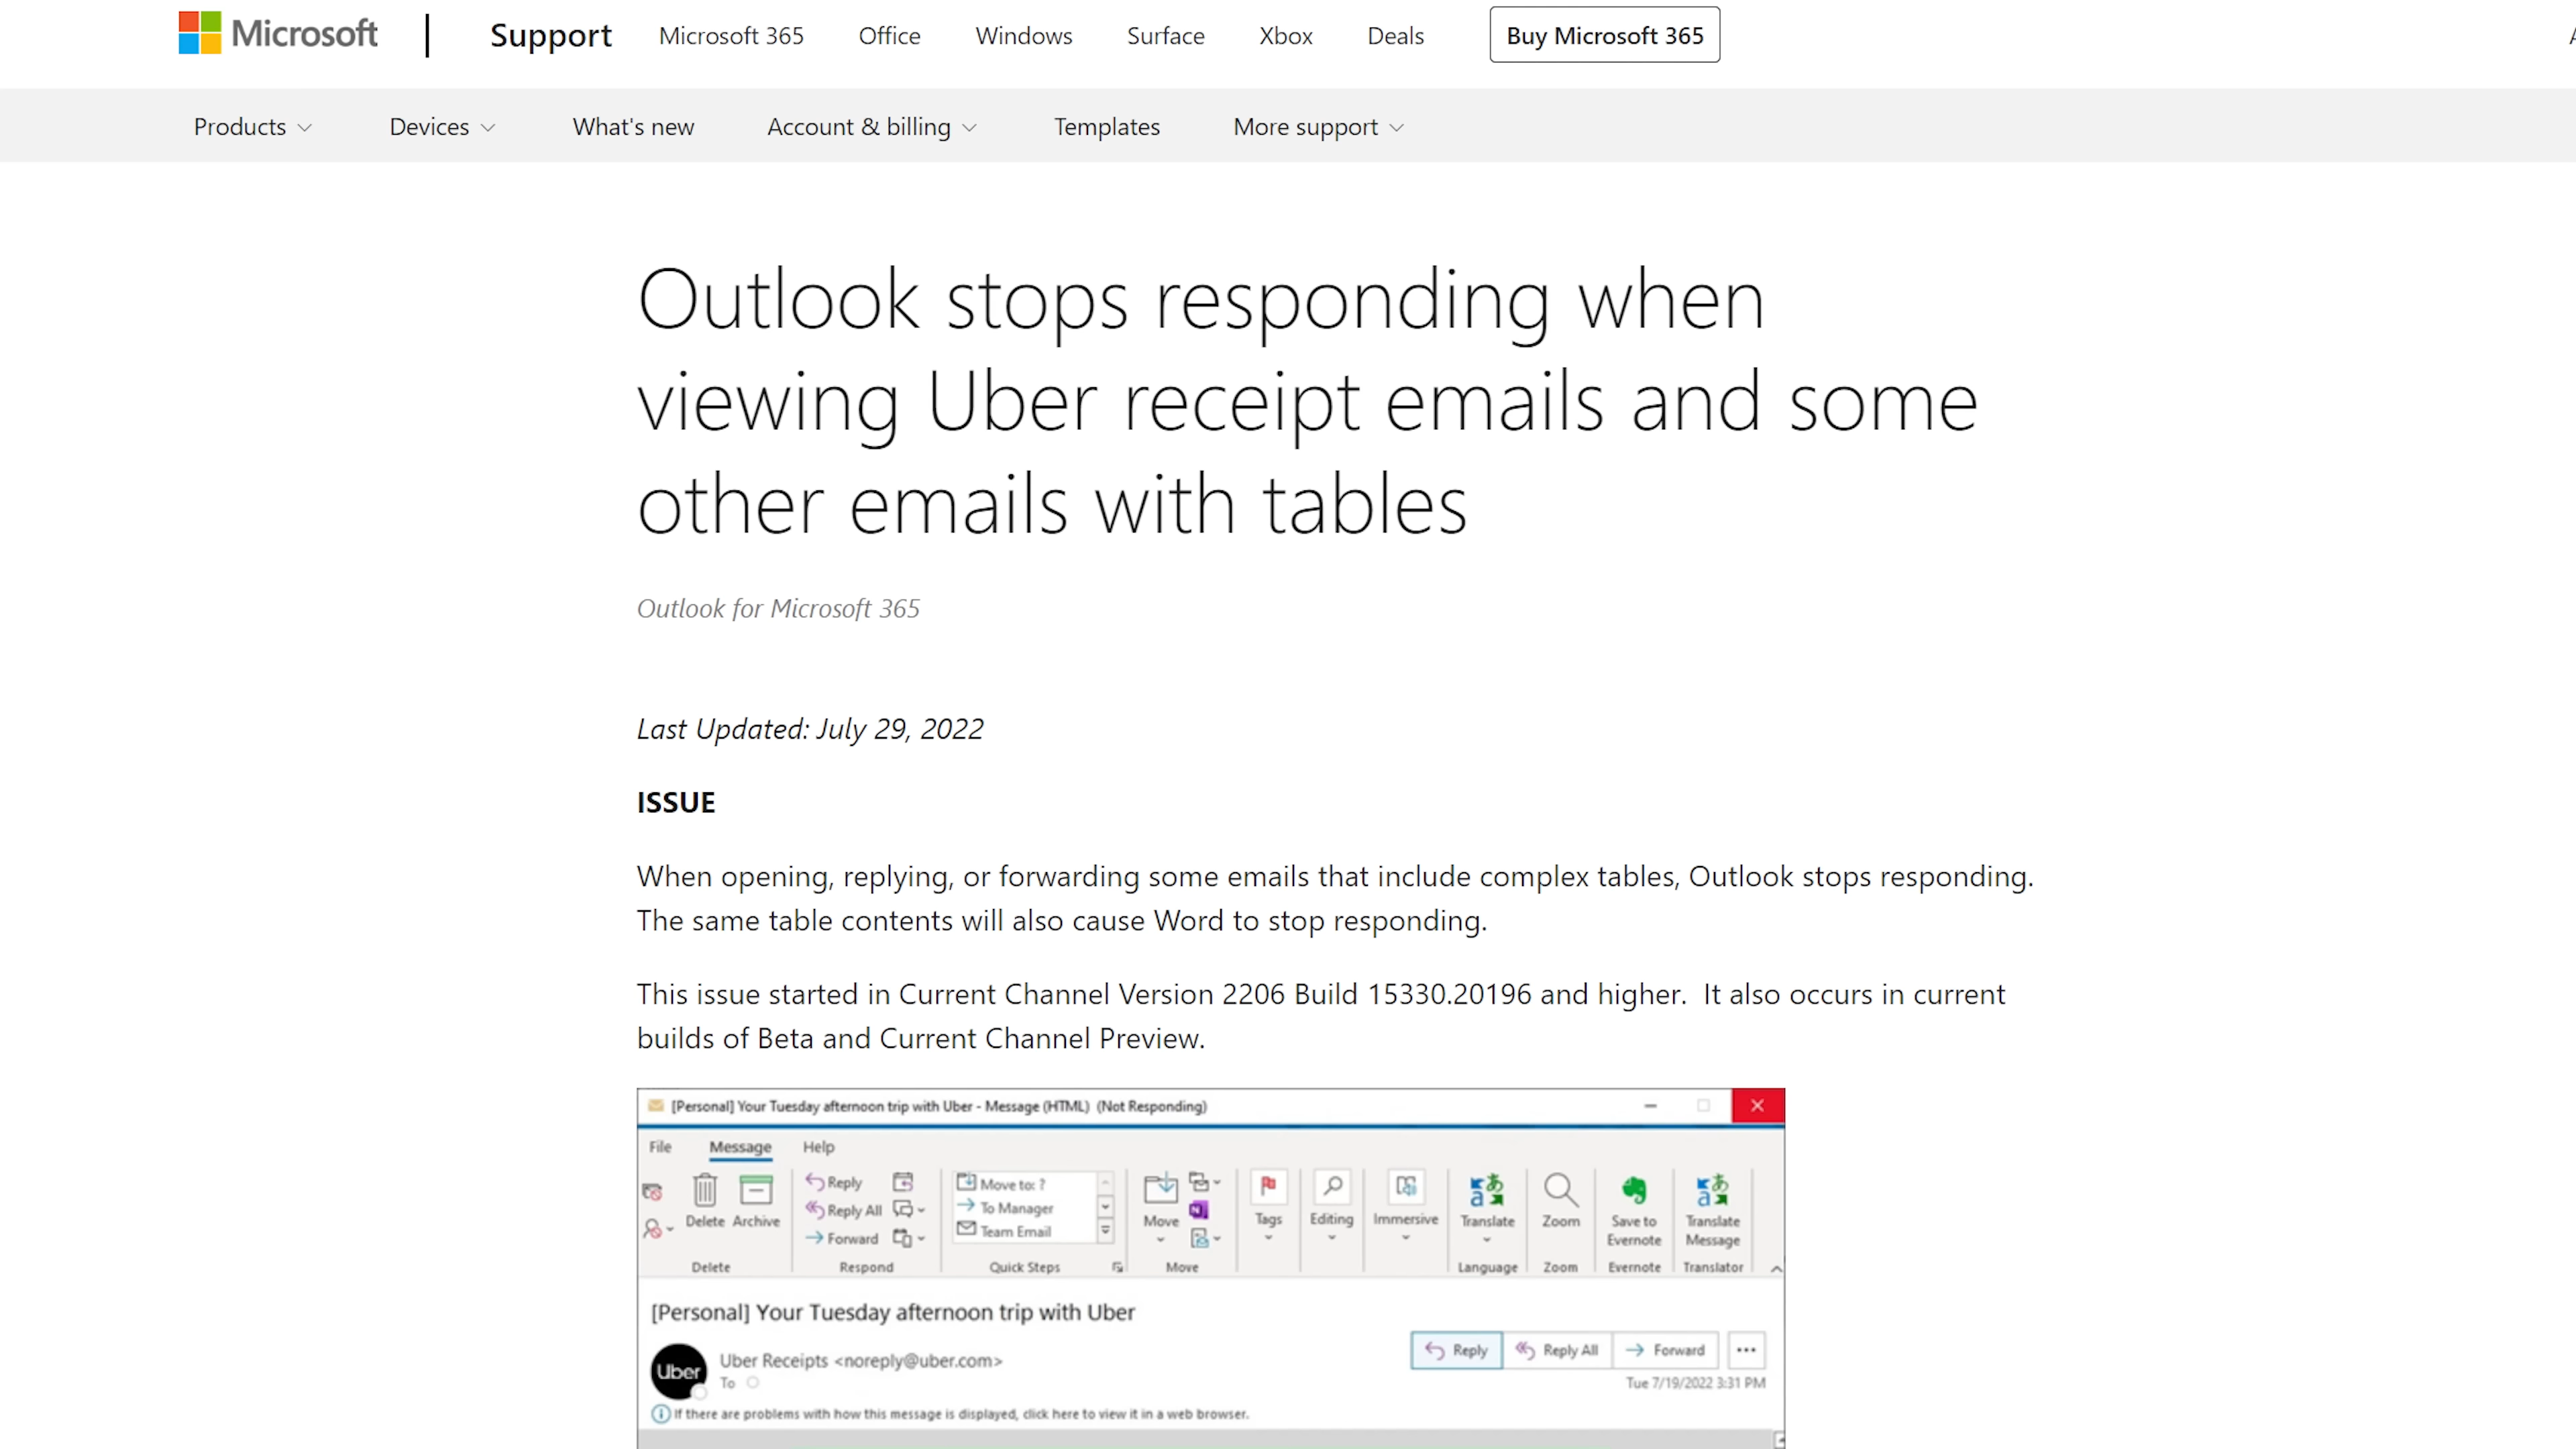 Microsoft Support Microsoft 365 Office Windows Surface Xbox Deals Buy Microsoft 365
Products Devices What's new Account & billing Templates More support
Outlook stops responding when
viewing Uber receipt emails and some
other emails with tables
Outlook for Microsoft 365
Last Updated: July 29, 2022
ISSUE
When opening, replying, or forwarding some emails that include complex tables, Outlook stops responding.
The same table contents will also cause Word to stop responding.
This issue started in Current Channel Version 2206 Build 15330.20196 and higher. It also occurs in current
builds of Beta and Current Channel Preview.
[Personal] Your Tuesday afternoon trip with Uber - Message (HTML) (Not Responding)
File Message Help
Delete Archive
Reply
Reply All
Forward
Move to: ?
To Manager
Team Email
Move Tags Editing Immersive Translate Zoom Save to Evernote Translate Message
Delete Respond Quick Steps Move Language Zoom Evernote Translator
[Personal] Your Tuesday afternoon trip with Uber
Uber
Uber Receipts <noreply@uber.com>
To
Reply Reply All Forward
Tue 7/19/2022 3:31 PM
If there are problems with how this message is displayed, click here to view it in a web browser.